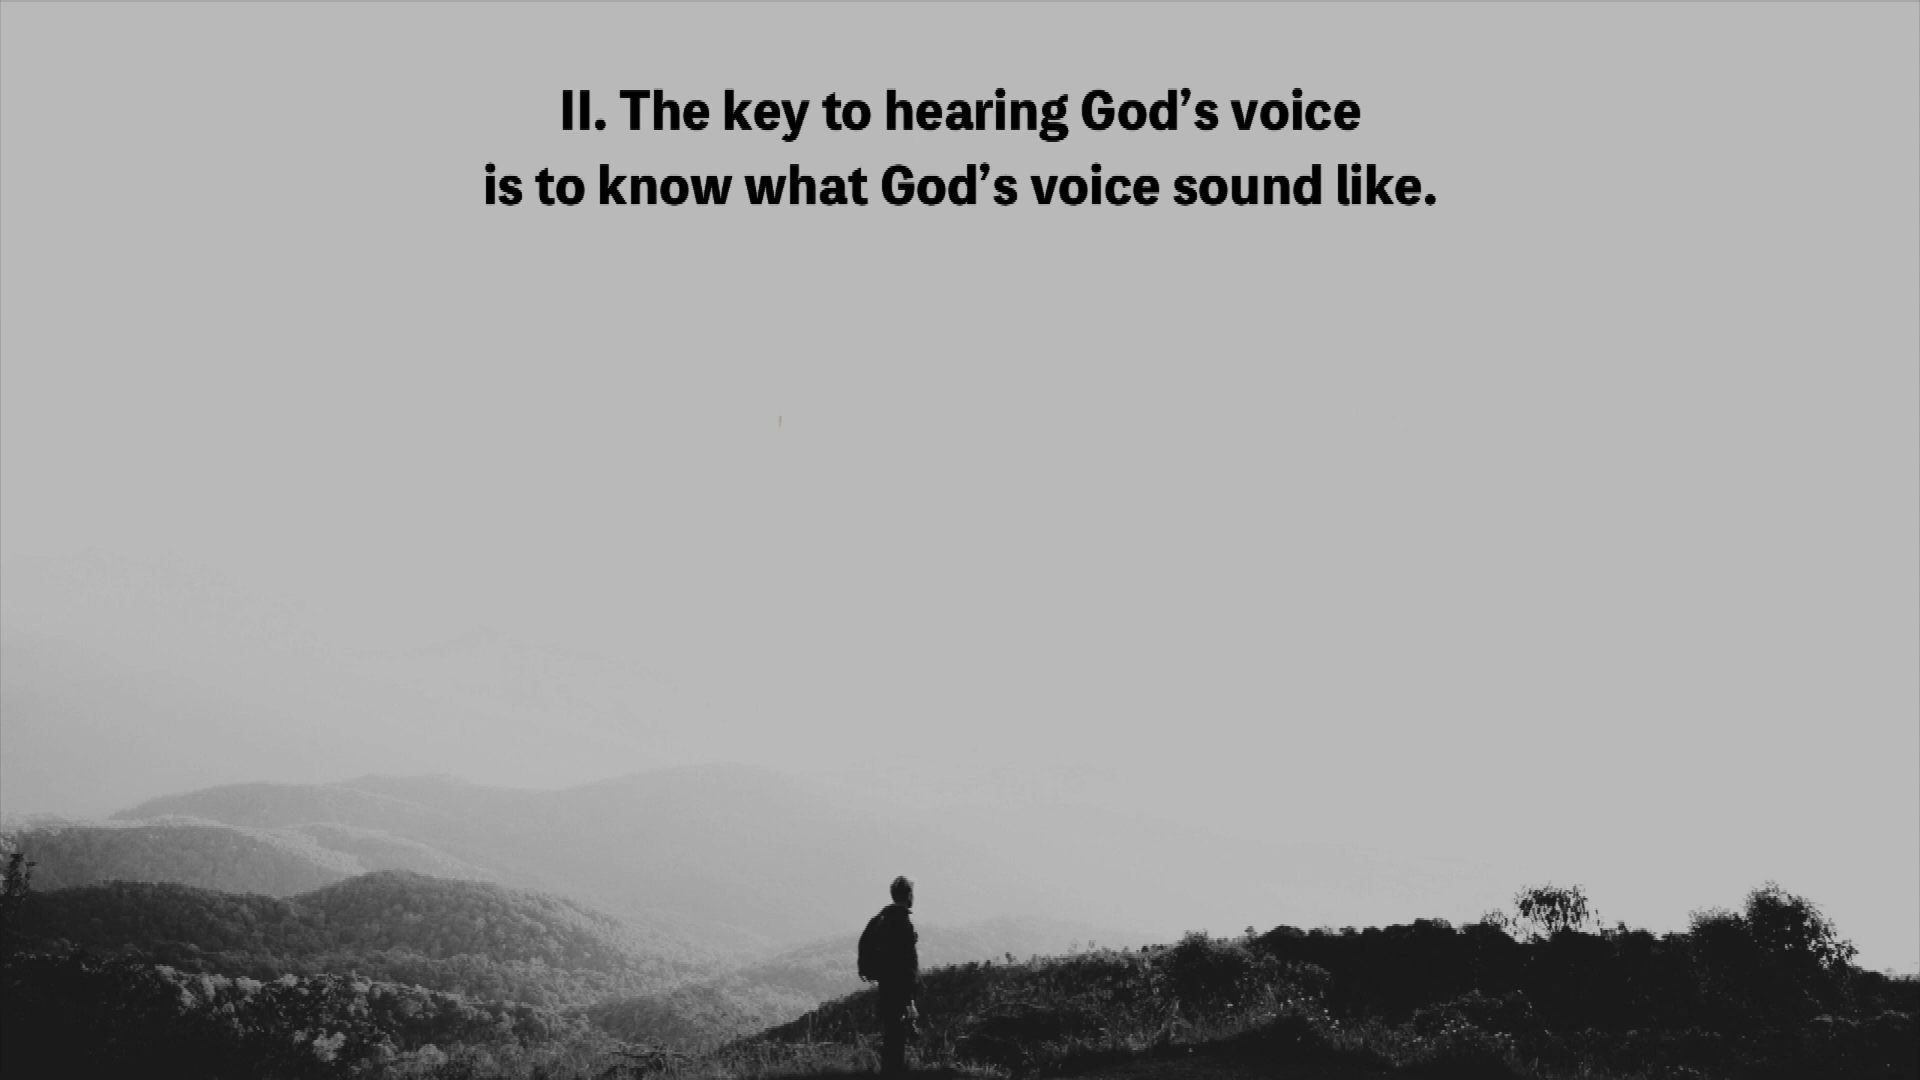 II. The key to hearing God’s voice
is to know what God’s voice sound like.